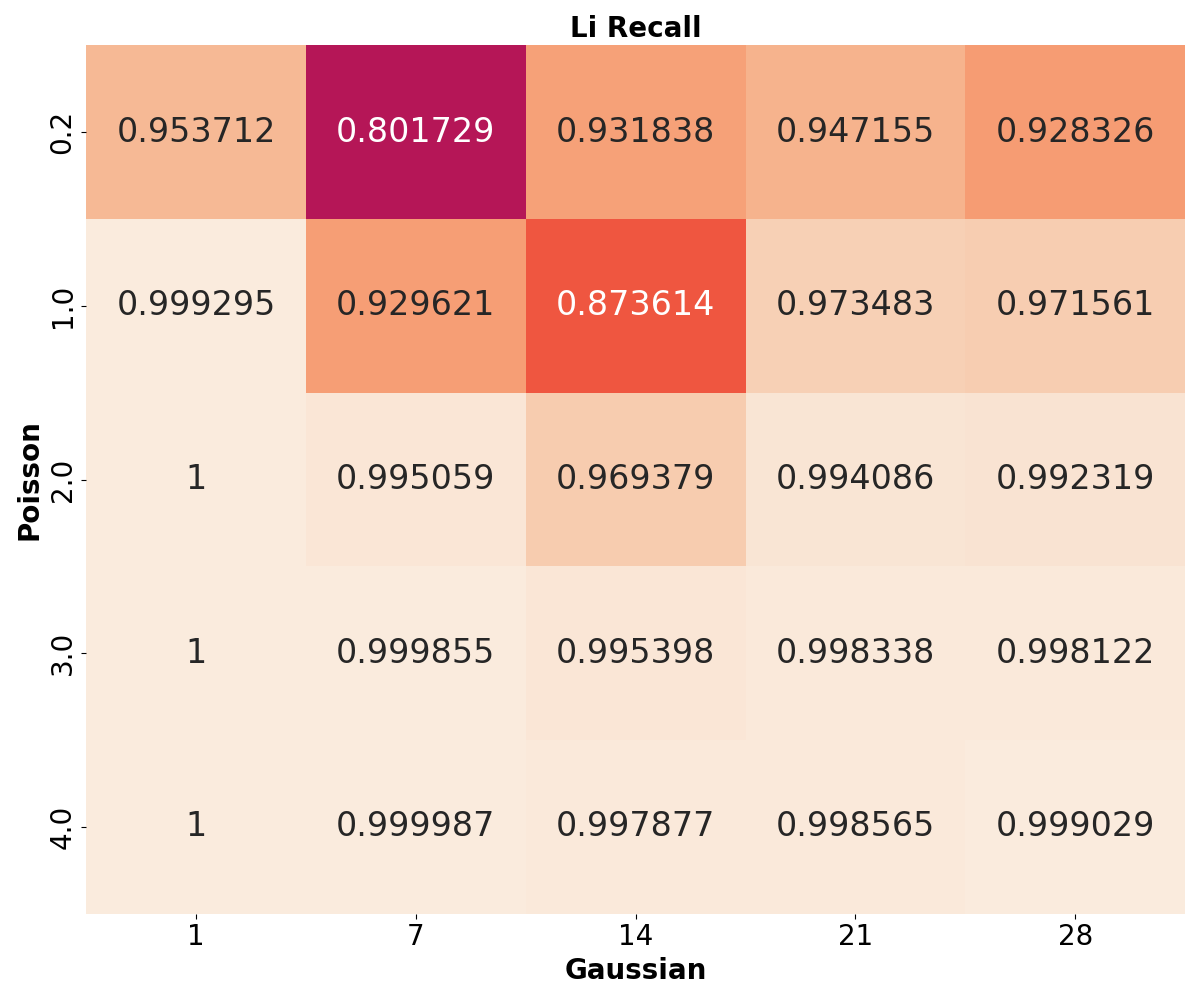 Li Recall
0.2 0.953712 0.801729 0.931838 0.947155 0.928326
1.0 0.999295 0.929621 0.873614 0.973483 0.971561
Poisson
2.0 1 0.995059 0.969379 0.994086 0.992319
3.0 1 0.999855 0.995398 0.998338 0.998122
4.0 1 0.999987 0.997877 0.998565 0.999029
1 7 14 21 28
Gaussian